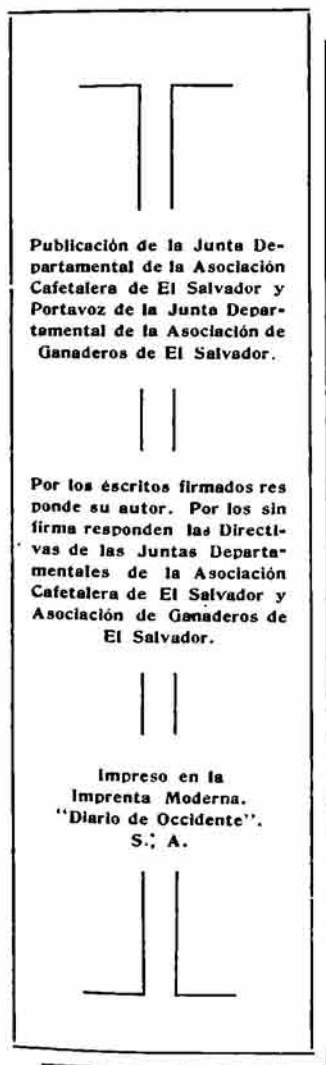 Publicación de la Junta De-
partamental de la Asociación
Cafetalera de El Salvador y
Portavoz de la Junta Depar-
tamental de la Asociación de
Ganaderos de El Salvador.
Por los éscritos firmados res
ponde su autor. Por los sin
firma responden las Directi-
vas de las Juntas Departa-
mentales de la Asociación
Cafetalera de El Salvador y
Asociación de Ganaderos de
El Salvador.
Impreso en la
Imprenta Moderna.
"Diario de Occidente".
S.; A.